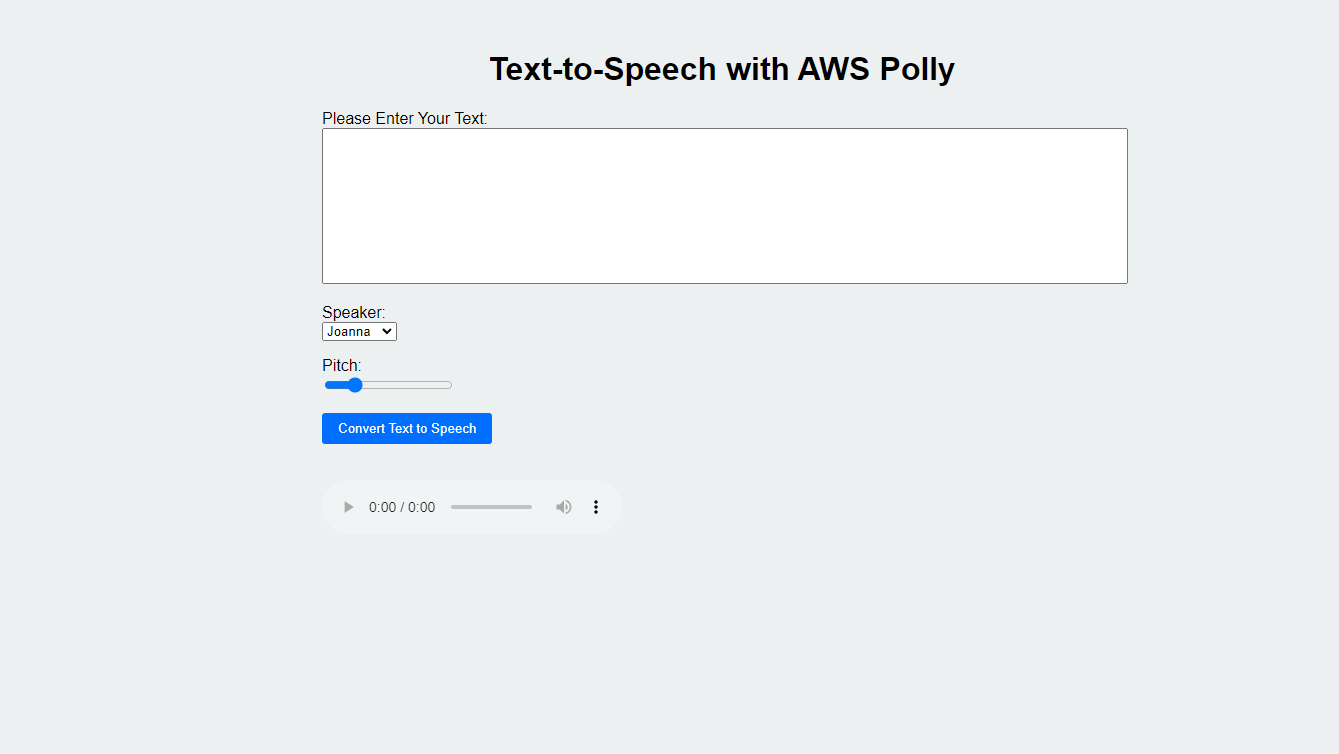 Text-to-Speech with AWS Polly
Please Enter Your Text:
Speaker:
Joanna
Pitch:
Convert Text to Speech
0:00 / 0:00